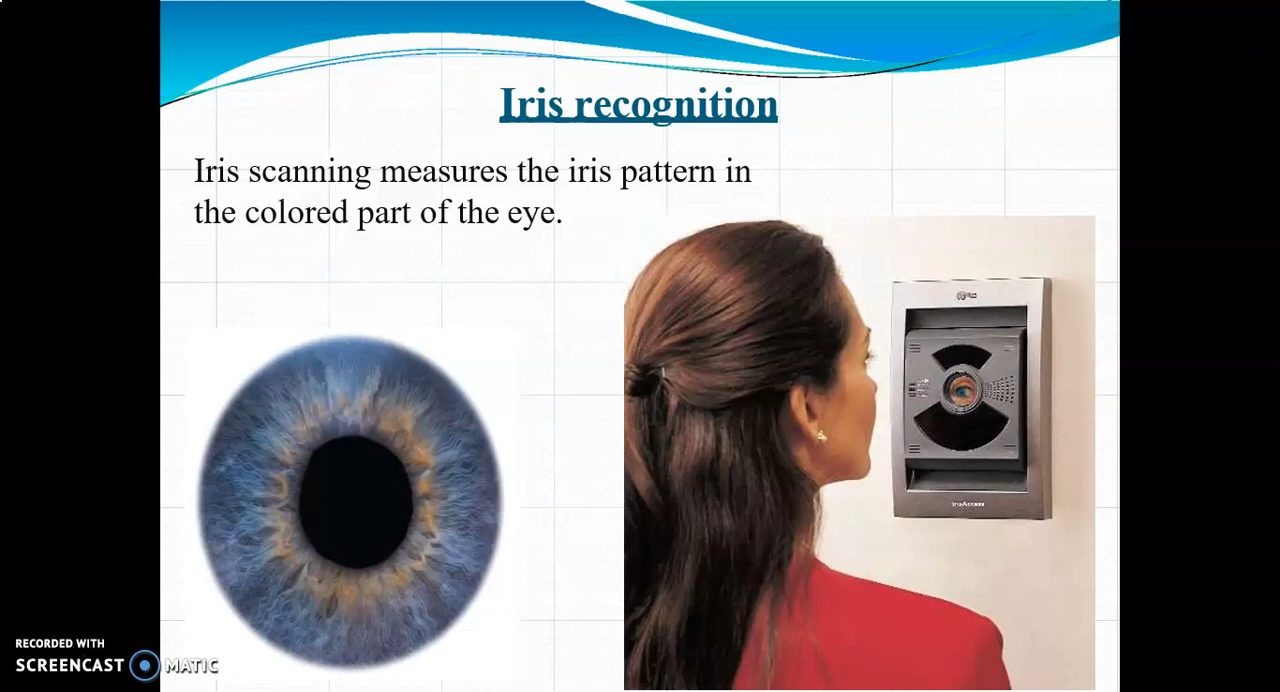 Iris recognition
Iris scanning measures the iris pattern in
the colored part of the eye.
IrisAccess
RECORDED WITH
SCREENCAST MATIC